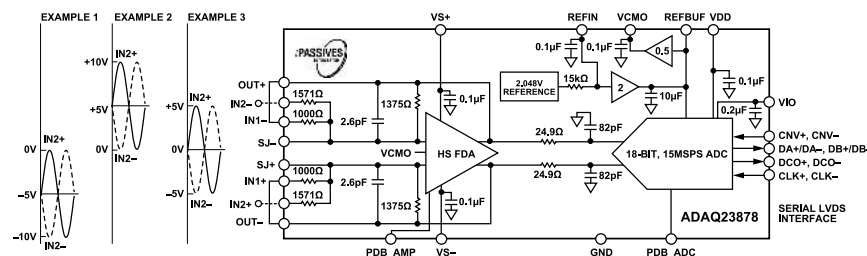 EXAMPLE 1 EXAMPLE 2 EXAMPLE 3
VS+ REFIN VCMO REFBUF VDD
+10V
IN2+
+5V
IN2–
0V
0V
IN2+
–5V
–10V
IN2–
+5V
IN2+
0V
–5V
IN2–
iPASSIVES
OUT+
IN2–
IN1–
SJ–
SJ+
IN1+
IN2+
OUT–
1571Ω
1000Ω
1000Ω
1571Ω
2.6pF
2.6pF
1375Ω
1375Ω
0.1µF
VCMO
HS FDA
0.1µF
24.9Ω
24.9Ω
82pF
82pF
0.1µF
0.1µF
0.5
2.048V
REFERENCE
15kΩ
2
10µF
0.1µF
0.2µF
18-BIT, 15MSPS ADC
VIO
CNV+, CNV–
DA+/DA–, DB+/DB–
DCO+, DCO–
CLK+, CLK–
SERIAL LVDS
INTERFACE
ADAQ23878
PDB_AMP VS– GND PDB_ADC